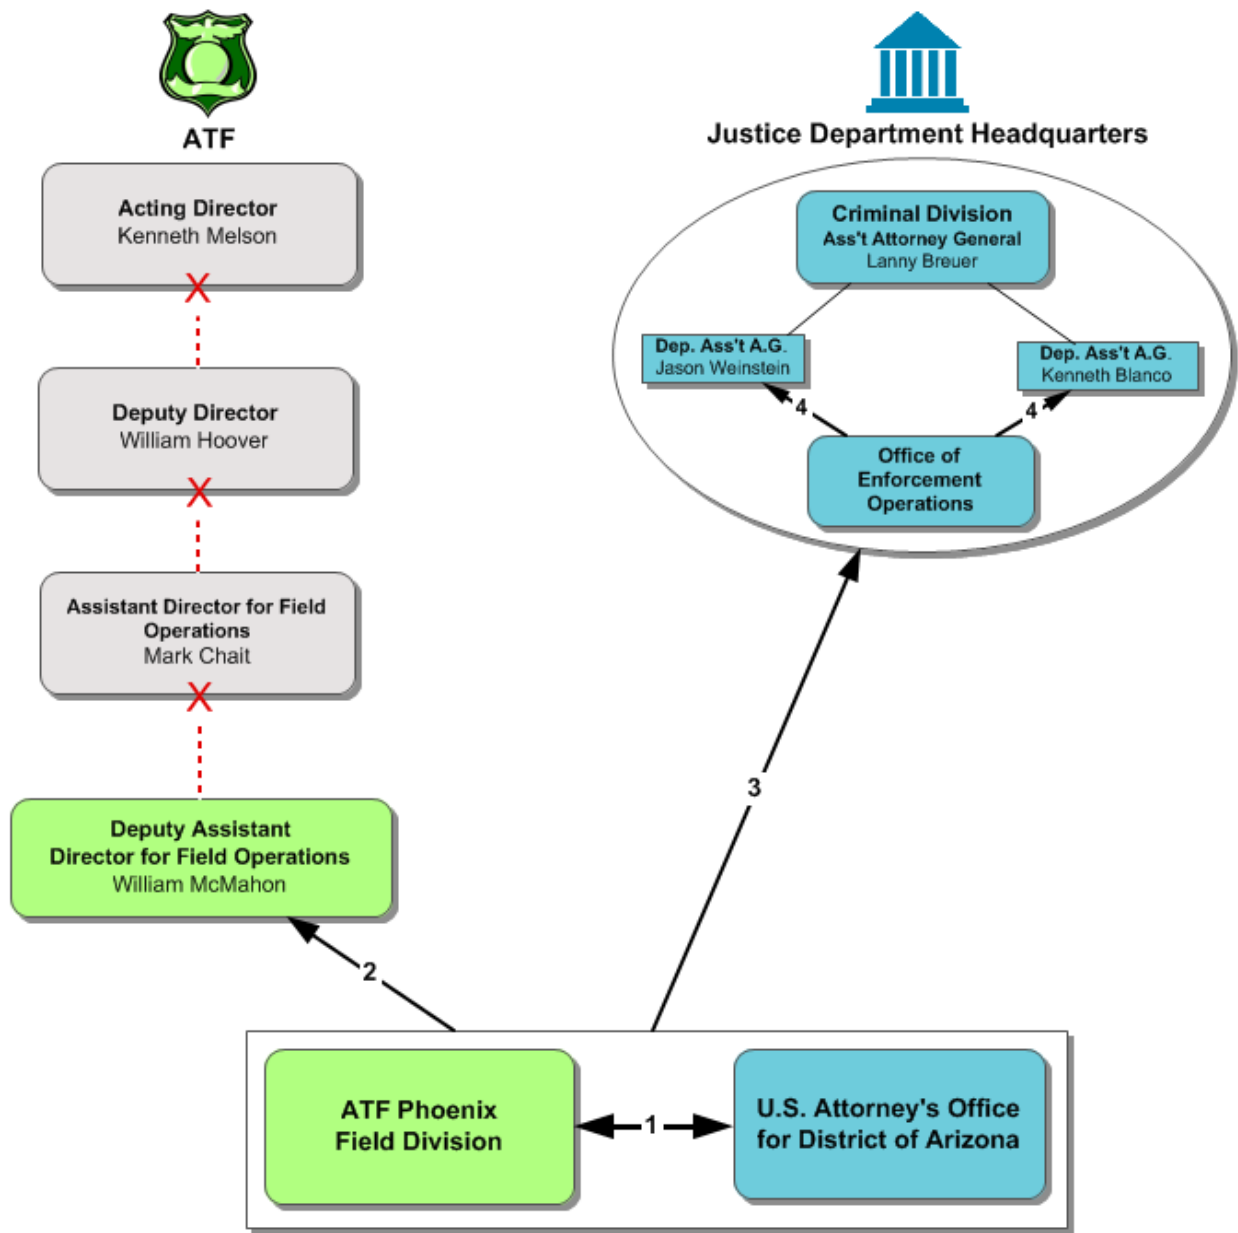 ATF
Acting Director
Kenneth Melson
X
Deputy Director
William Hoover
X
Assistant Director for Field
Operations
Mark Chait
X
Deputy Assistant
Director for Field Operations
William McMahon
Justice Department Headquarters
Criminal Division
Ass't Attorney General
Lanny Breuer
Dep. Ass't A.G.
Jason Weinstein
Dep. Ass't A.G.
Kenneth Blanco
4
4
Office of
Enforcement
Operations
3
2
ATF Phoenix
Field Division
1
U.S. Attorney's Office
for District of Arizona